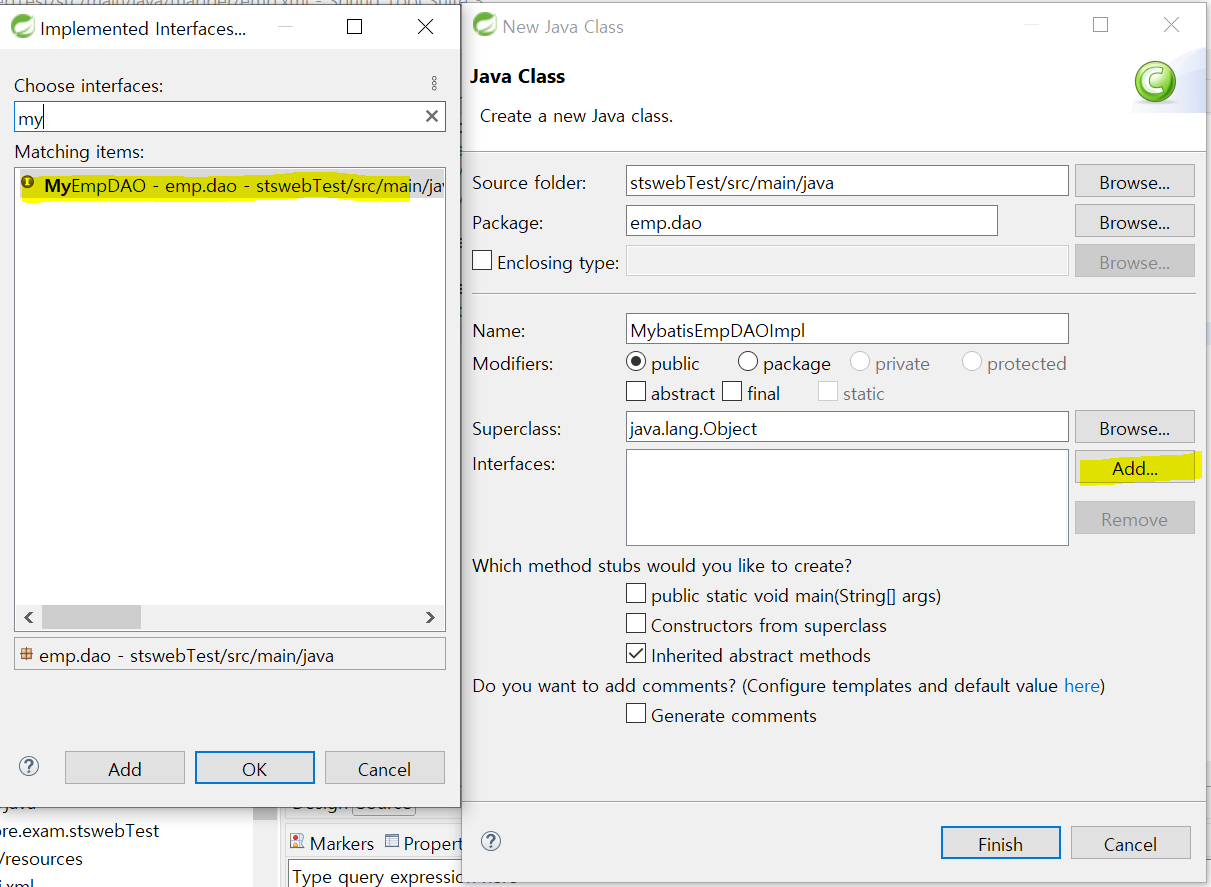 Implemented Interfaces...
Choose interfaces:
my
Matching items:
MyEmpDAO - emp.dao - stswebTest/src/main/jav
emp.dao - stswebTest/src/main/java
Add
OK
Cancel
New Java Class
Java Class
Create a new Java class.
Source folder:
stswebTest/src/main/java
Browse...
Package:
emp.dao
Browse...
Enclosing type:
Browse...
Name:
MybatisEmpDAOImpl
Modifiers:
public
package
private
protected
abstract
final
static
Superclass:
java.lang.Object
Browse...
Interfaces:
Add...
Remove
Which method stubs would you like to create?
public static void main(String[] args)
Constructors from superclass
Inherited abstract methods
Do you want to add comments? (Configure templates and default value here)
Generate comments
Finish
Cancel
re.exam.stswebTest
/resources
Markers
Propert
Type query expression here